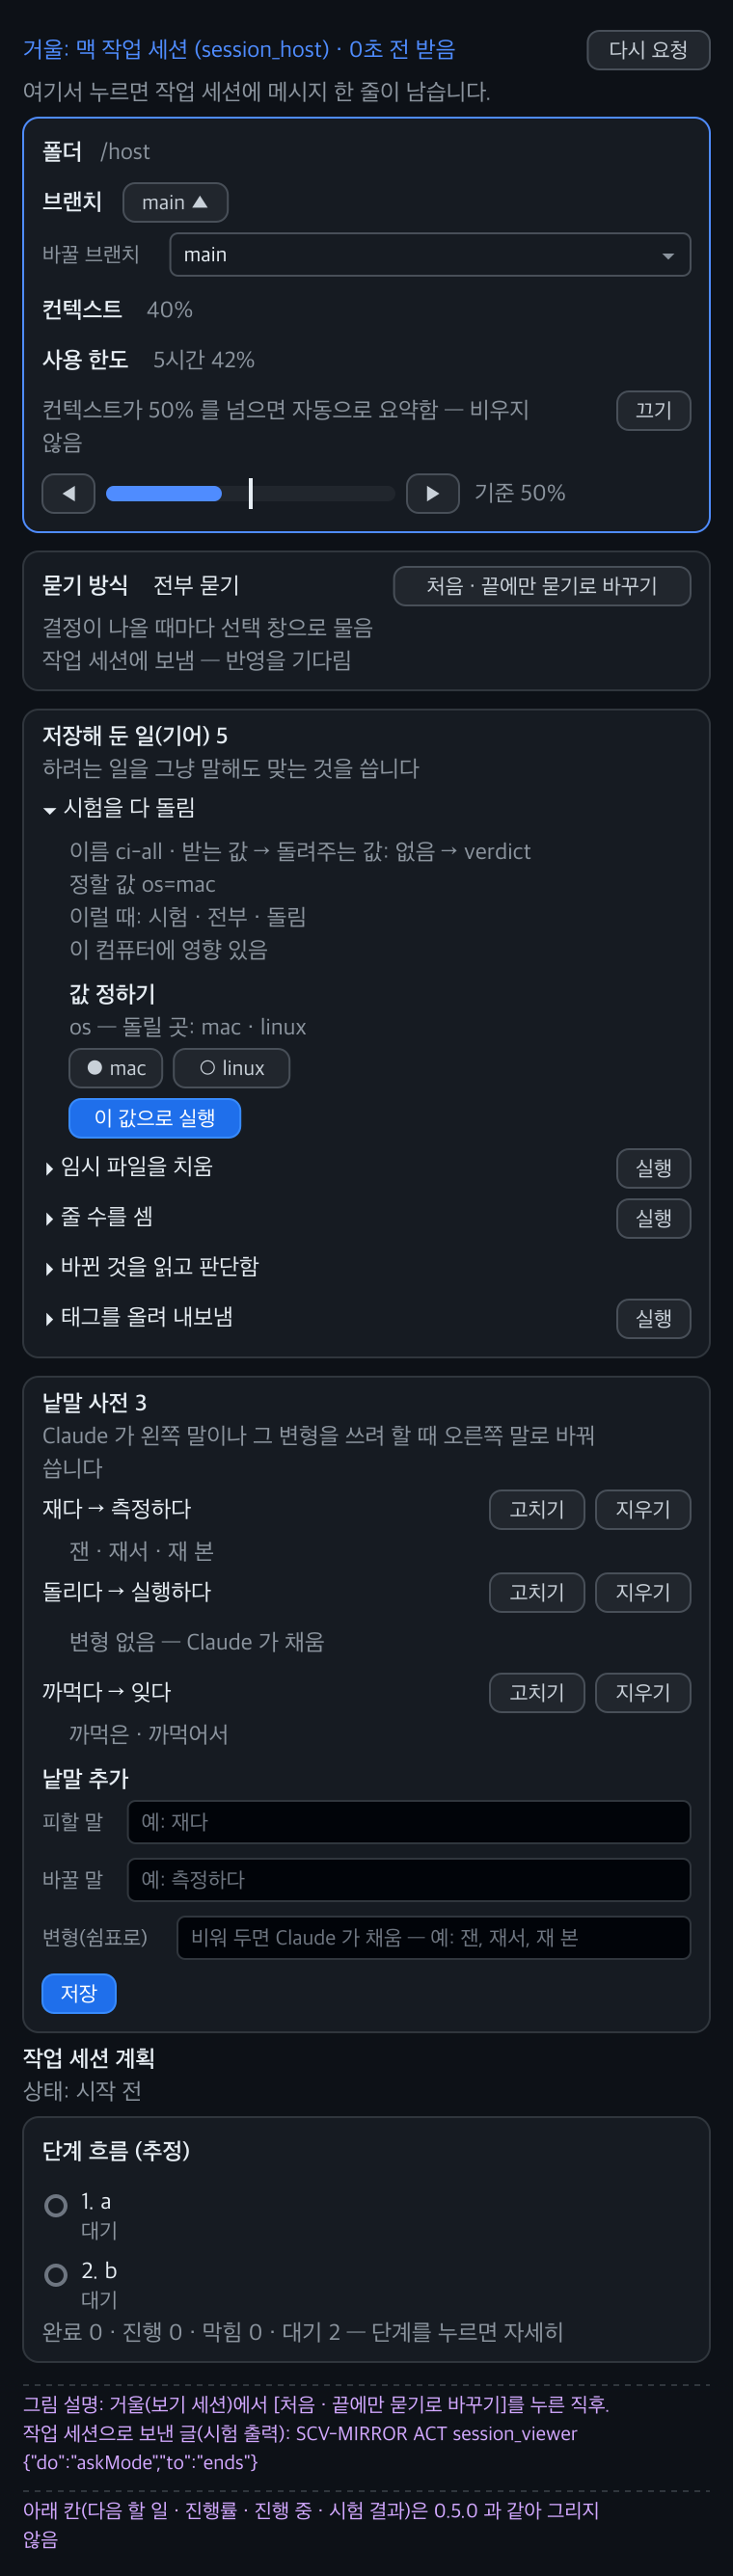 거울: 맥 작업 세션 (session_host) · 0초 전 받음 다시 요청
여기서 누르면 작업 세션에 메시지 한 줄이 남습니다.
폴더 /host
브랜치 main ▲
바꿀 브랜치 main
컨텍스트 40%
사용 한도 5시간 42%
컨텍스트가 50% 를 넘으면 자동으로 요약함 — 비우지 끄기
않음
◀ ▶ 기준 50%
묻기 방식 전부 묻기 처음 · 끝에만 묻기로 바꾸기
결정이 나올 때마다 선택 창으로 물음
작업 세션에 보냄 — 반영을 기다림
저장해 둔 일(기어) 5
하려는 일을 그냥 말해도 맞는 것을 씁니다
시험을 다 돌림
이름 ci-all · 받는 값 → 돌려주는 값: 없음 → verdict
정할 값 os=mac
이럴 때: 시험 · 전부 · 돌림
이 컴퓨터에 영향 있음
값 정하기
os — 돌릴 곳: mac · linux
● mac ○ linux
이 값으로 실행
임시 파일을 치움 실행
줄 수를 셈 실행
바뀐 것을 읽고 판단함
태그를 올려 내보냄 실행
낱말 사전 3
Claude 가 왼쪽 말이나 그 변형을 쓰려 할 때 오른쪽 말로 바꿔
씁니다
재다 → 측정하다 고치기 지우기
잰 · 재서 · 재 본
돌리다 → 실행하다 고치기 지우기
변형 없음 — Claude 가 채움
까먹다 → 잊다 고치기 지우기
까먹은 · 까먹어서
낱말 추가
피할 말 예: 재다
바꿀 말 예: 측정하다
변형(쉼표로) 비워 두면 Claude 가 채움 — 예: 잰, 재서, 재 본
저장
작업 세션 계획
상태: 시작 전
단계 흐름 (추정)
1. a
대기
2. b
대기
완료 0 · 진행 0 · 막힘 0 · 대기 2 — 단계를 누르면 자세히
그림 설명: 거울(보기 세션)에서 [처음 · 끝에만 묻기로 바꾸기]를 누른 직후.
작업 세션으로 보낸 글(시험 출력): SCV-MIRROR ACT session_viewer
{"do":"askMode","to":"ends"}
아래 칸(다음 할 일 · 진행률 · 진행 중 · 시험 결과)은 0.5.0 과 같아 그리지
않음